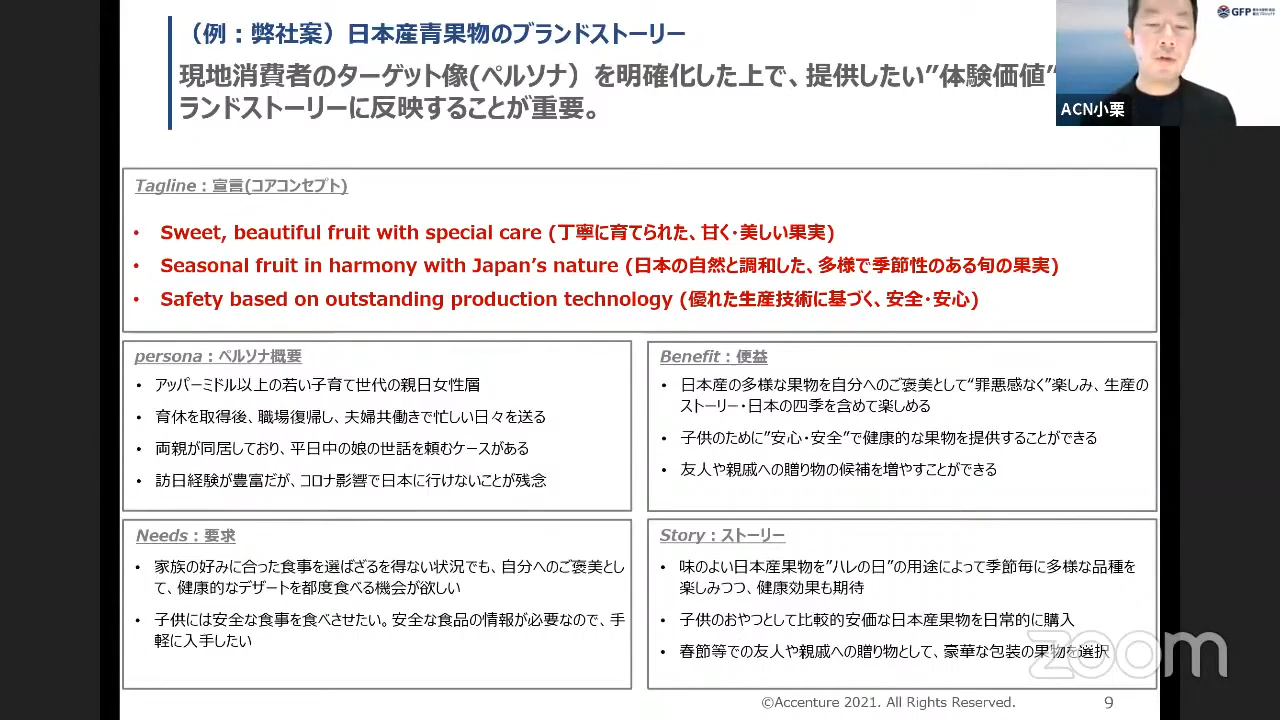 （例：弊社案）日本産青果物のブランドストーリー
現地消費者のターゲット像(ペルソナ）を明確化した上で、提供したい”体験価値”
ランドストーリーに反映することが重要。
GFP
ACN小栗
Tagline : 宣言(コアコンセプト)
• Sweet, beautiful fruit with special care (丁寧に育てられた、甘く・美しい果実)
• Seasonal fruit in harmony with Japan’s nature (日本の自然と調和した、多様で季節性のある旬の果実)
• Safety based on outstanding production technology (優れた生産技術に基づく、安全・安心)
persona : ペルソナ概要
• アッパーミドル以上の若い子育て世代の親日女性層
• 育休を取得後、職場復帰し、夫婦共働きで忙しい日々を送る
• 両親が同居しており、平日中の娘の世話を頼むケースがある
• 訪日経験が豊富だが、コロナ影響で日本に行けないことが残念
Benefit : 便益
• 日本産の多様な果物を自分へのご褒美として“罪悪感なく”楽しみ、生産の
ストーリー・日本の四季を含めて楽しめる
• 子供のために”安心・安全”で健康的な果物を提供することができる
• 友人や親戚への贈り物の候補を増やすことができる
Needs : 要求
• 家族の好みに合った食事を選ばざるを得ない状況でも、自分へのご褒美とし
て、健康的なデザートを都度食べる機会が欲しい
• 子供には安全な食事を食べさせたい。安全な食品の情報が必要なので、手
軽に入手したい
Story : ストーリー
• 味のよい日本産果物を”ハレの日”の用途によって季節毎に多様な品種を
楽しみつつ、健康効果も期待
• 子供のおやつとして比較的安価な日本産果物を日常的に購入
• 春節等での友人や親戚への贈り物として、豪華な包装の果物を選択
zoom
©Accenture 2021. All Rights Reserved.
9